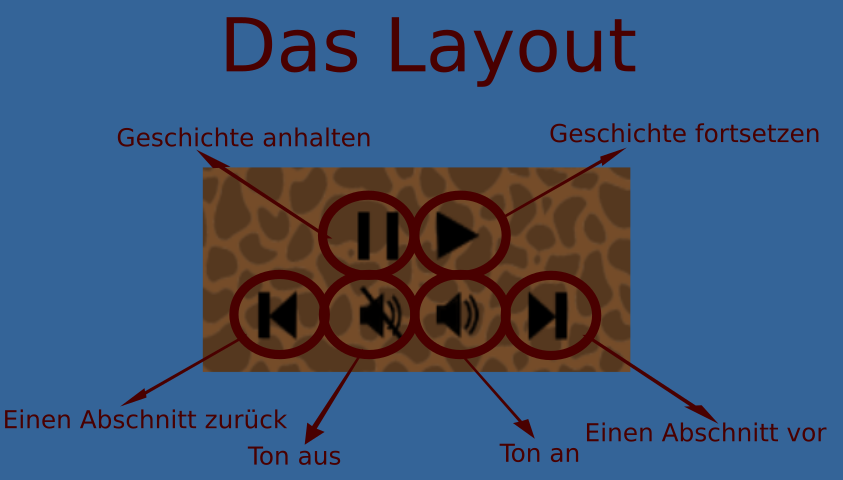 Das Layout
Geschichte anhalten
Geschichte fortsetzen
Einen Abschnitt zurück
Ton aus
Ton an
Einen Abschnitt vor